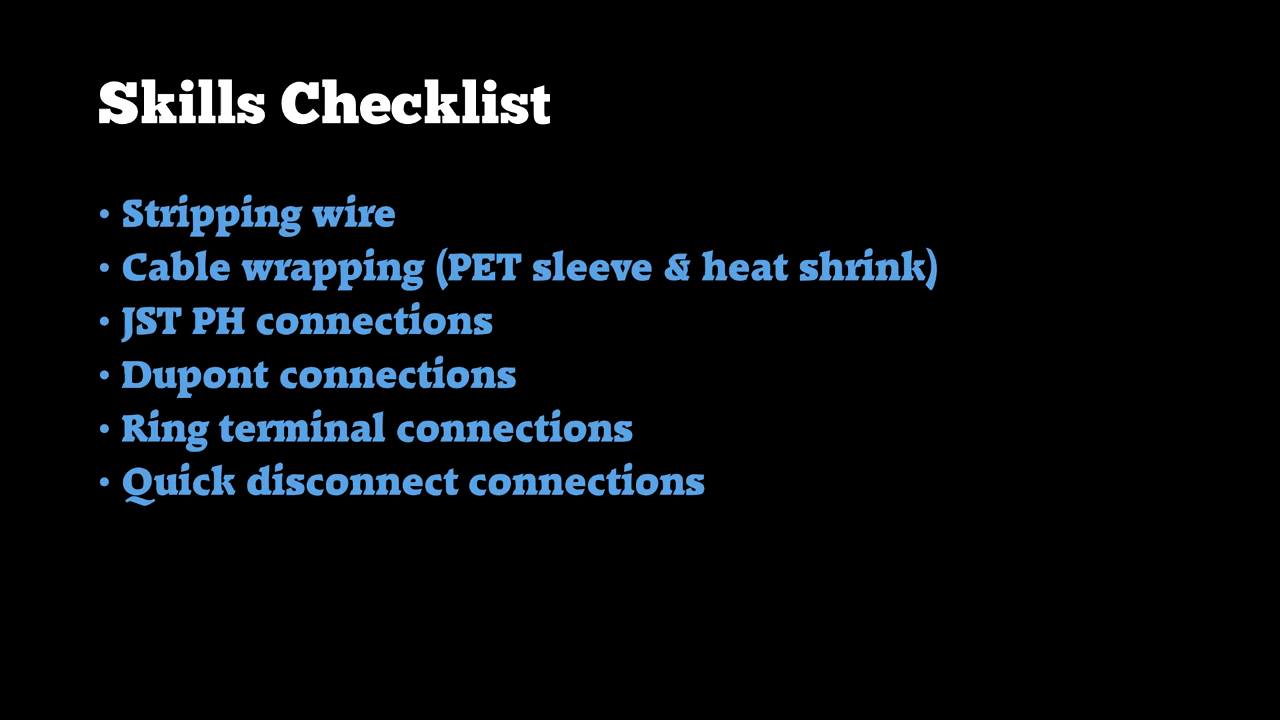 Skills Checklist
• Stripping wire
• Cable wrapping (PET sleeve & heat shrink)
• JST PH connections
• Dupont connections
• Ring terminal connections
• Quick disconnect connections